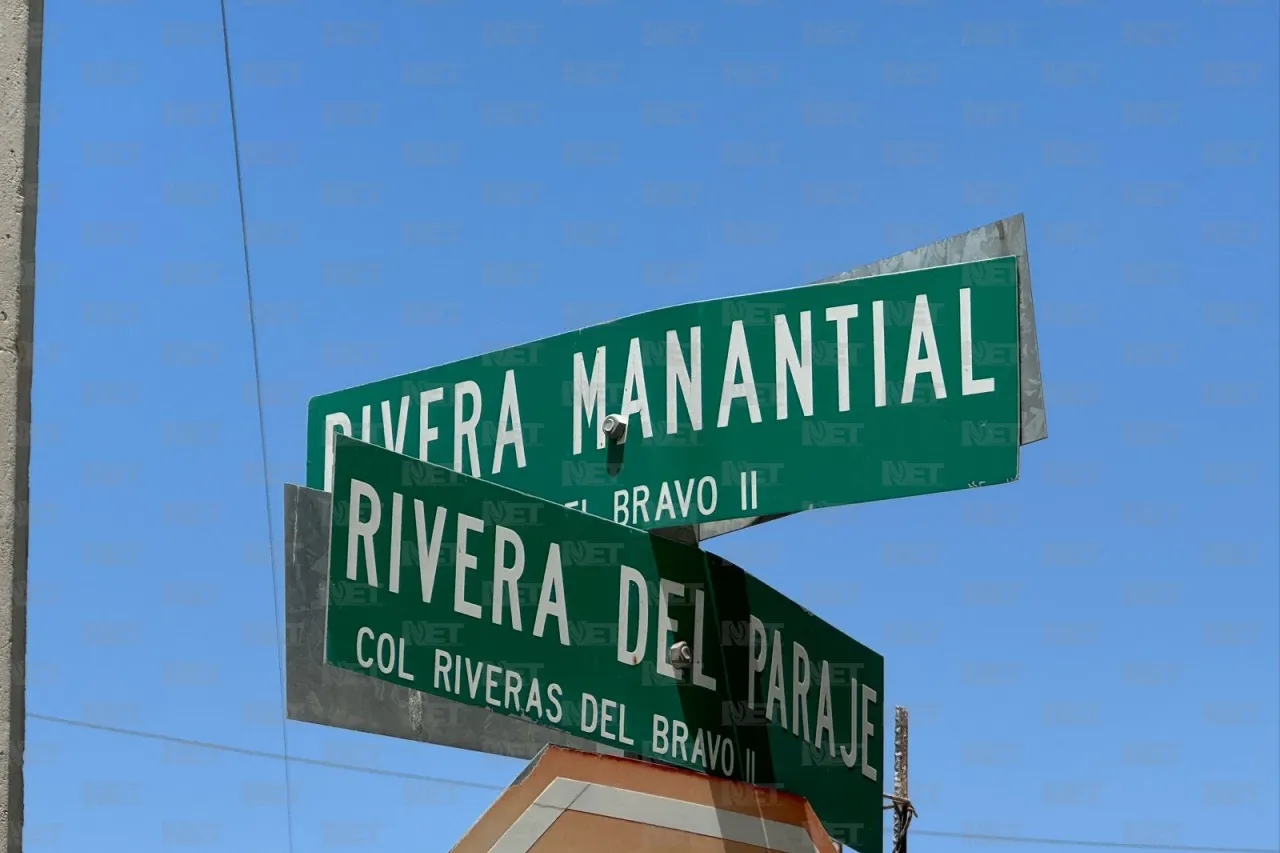 RIVERA MANANTIAL
BRAVO II
RIVERA DEL PARAJE
COL RIVERAS DEL BRAVO II